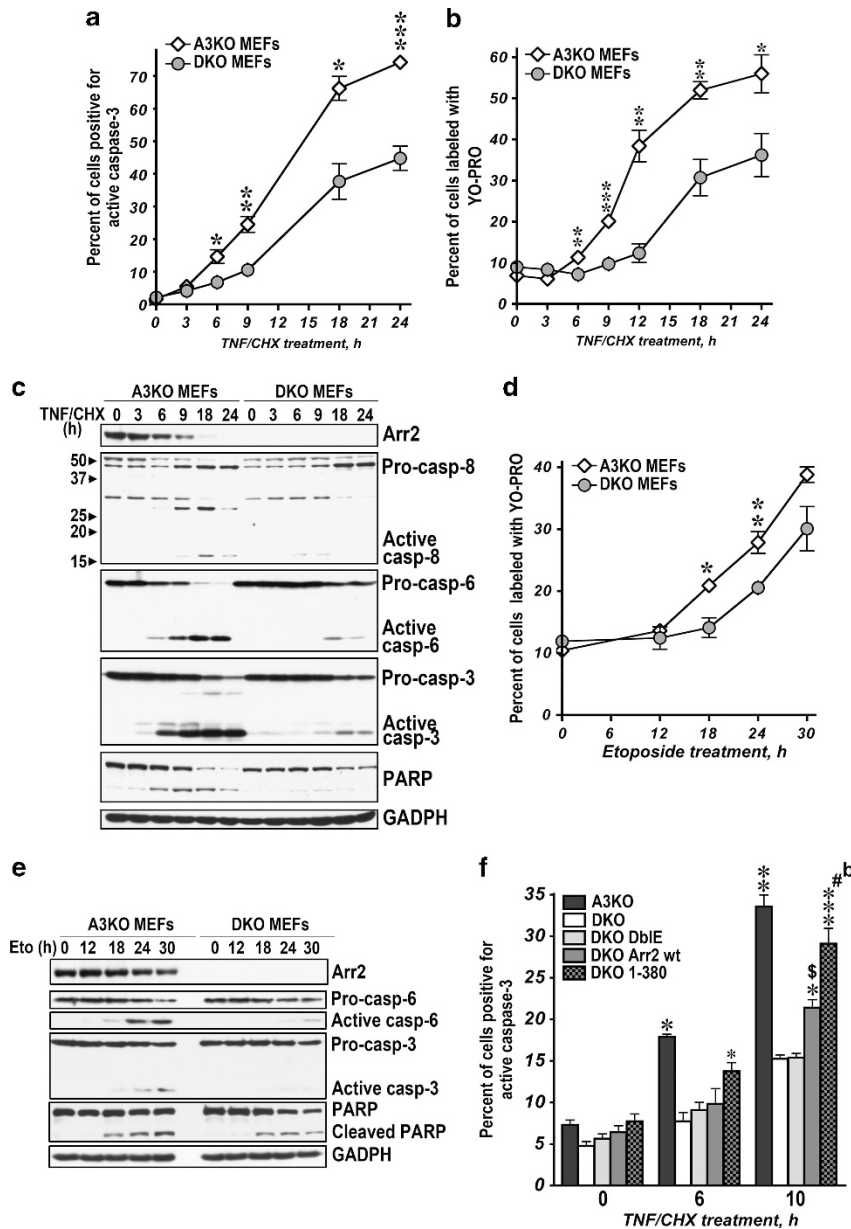 a
Percent of cells positive for
active caspase-3
70
60
50
40
30
20
10
0
A3KO MEFs
DKO MEFs
*
**
*
***
0 3 6 9 12 15 18 21 24
TNF/CHX treatment, h
b
Percent of cells labeled with
YO-PRO
60
50
40
30
20
10
0
A3KO MEFs
DKO MEFs
**
***
**
**
*
0 3 6 9 12 15 18 21 24
TNF/CHX treatment, h
c
A3KO MEFs DKO MEFs
TNF/CHX 0 3 6 9 18 24 0 3 6 9 18 24
(h)
Arr2
50
37
25
20
15
Pro-casp-8
Active
casp-8
Pro-casp-6
Active
casp-6
Pro-casp-3
Active
casp-3
PARP
GADPH
d
Percent of cells labeled with YO-PRO
40
30
20
10
0
A3KO MEFs
DKO MEFs
*
**
0 12 18 24 30
Etoposide treatment, h
e
A3KO MEFs DKO MEFs
Eto (h) 0 12 18 24 30 0 12 18 24 30
Arr2
Pro-casp-6
Active casp-6
Pro-casp-3
Active casp-3
PARP
Cleaved PARP
GADPH
f
Percent of cells positive for
active caspase-3
35
30
25
20
15
10
5
0
A3KO
DKO
DKO DblE
DKO Arr2 wt
DKO 1-380
*
*
**
$
*
***
# b
0 6 10
TNF/CHX treatment, h